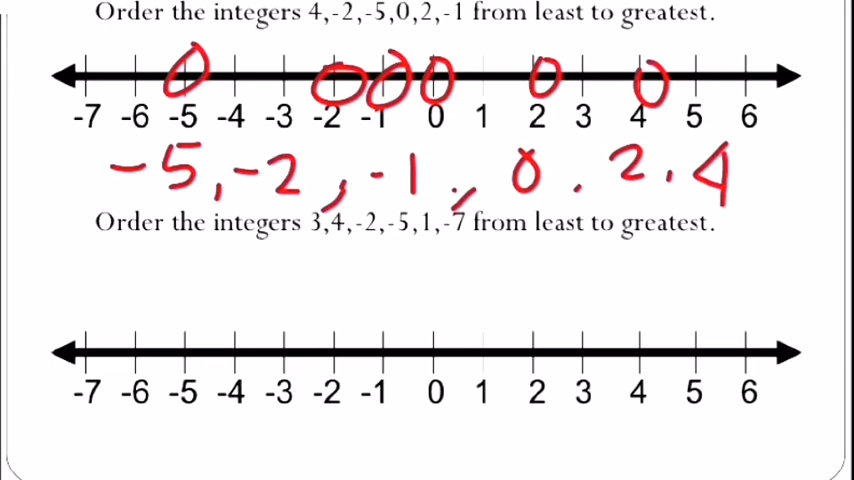 Order the integers 4,-2,-5,0,2,-1 from least to greatest.
-7 -6 -5 -4 -3 -2 -1 0 1 2 3 4 5 6
-5, -2, -1, 0, 2, 4
Order the integers 3,4,-2,-5,1,-7 from least to greatest.
-7 -6 -5 -4 -3 -2 -1 0 1 2 3 4 5 6